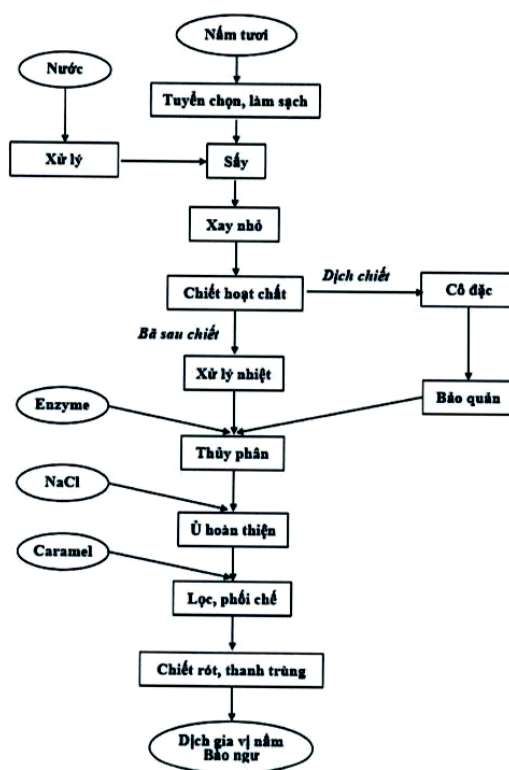 Nấm tươi
Nước
Tuyển chọn, làm sạch
Xử lý
Sấy
Xay nhỏ
Chiết hoạt chất
Dịch chiết
Cô đặc
Bã sau chiết
Xử lý nhiệt
Bảo quản
Enzyme
Thủy phân
NaCl
Ủ hoàn thiện
Caramel
Lọc, phối chế
Chiết rót, thanh trùng
Dịch gia vị nấm
Bào ngư